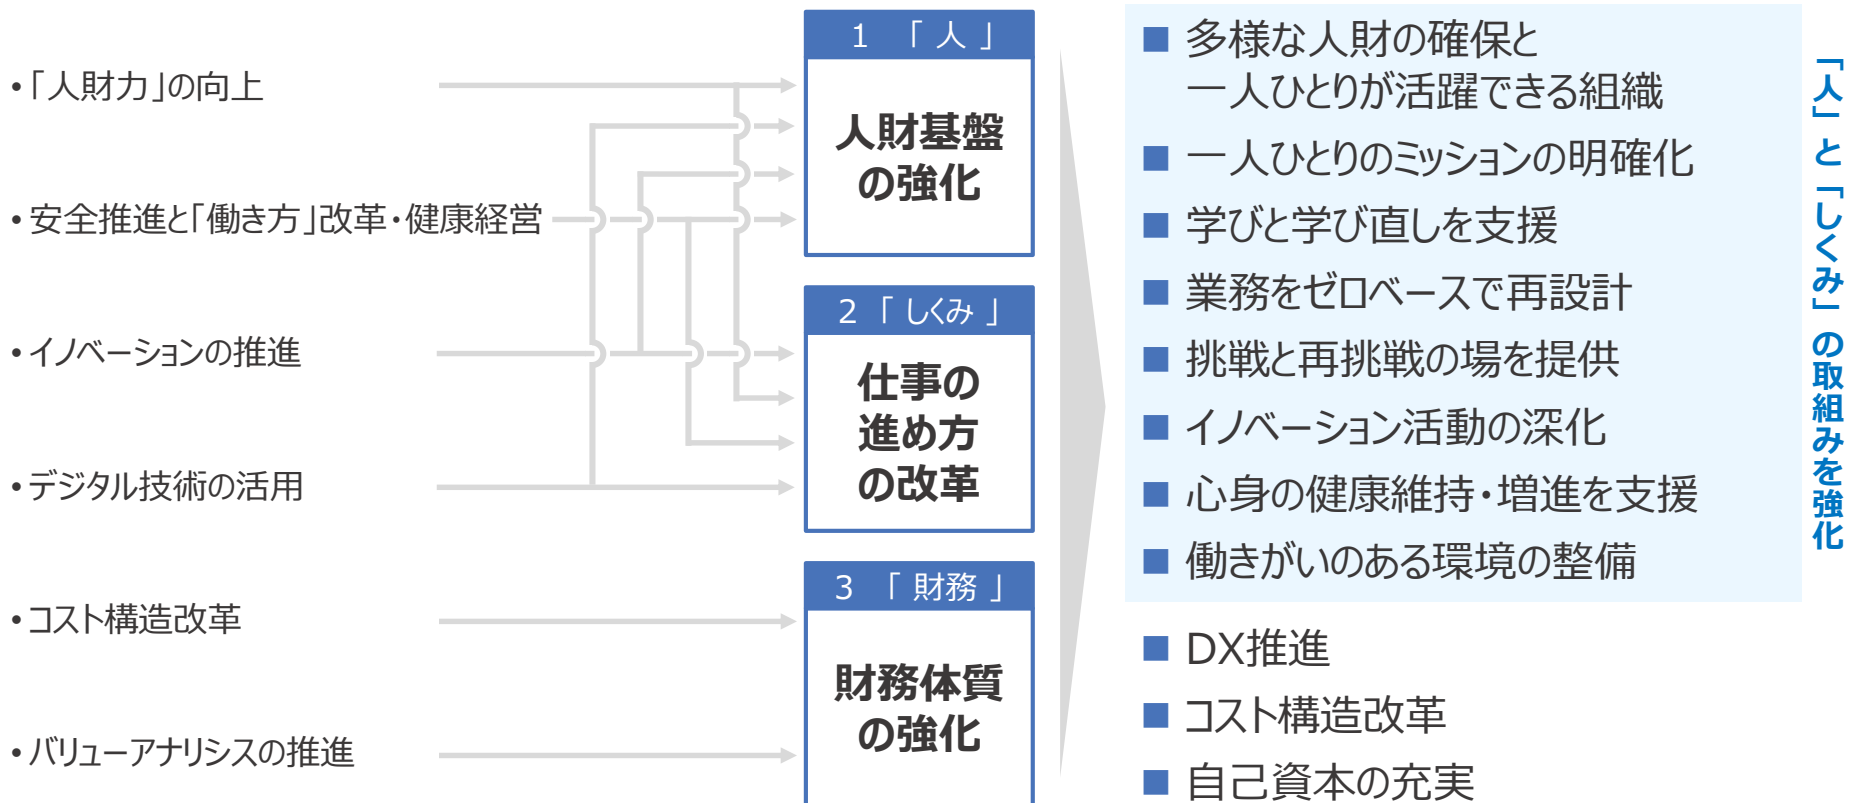 •「人財力」の向上
•安全推進と「働き方」改革・健康経営
•イノベーションの推進
•デジタル技術の活用
•コスト構造改革
•バリューアナリシスの推進
1 「 人 」
人財基盤
の強化
2 「 しくみ 」
仕事の
進め方
の改革
3 「 財務 」
財務体質
の強化
■ 多様な人財の確保と
一人ひとりが活躍できる組織
■ 一人ひとりのミッションの明確化
■ 学びと学び直しを支援
■ 業務をゼロベースで再設計
■ 挑戦と再挑戦の場を提供
■ イノベーション活動の深化
■ 心身の健康維持・増進を支援
■ 働きがいのある環境の整備
■ DX推進
■ コスト構造改革
■ 自己資本の充実
「人」と「しくみ」の取組みを強化